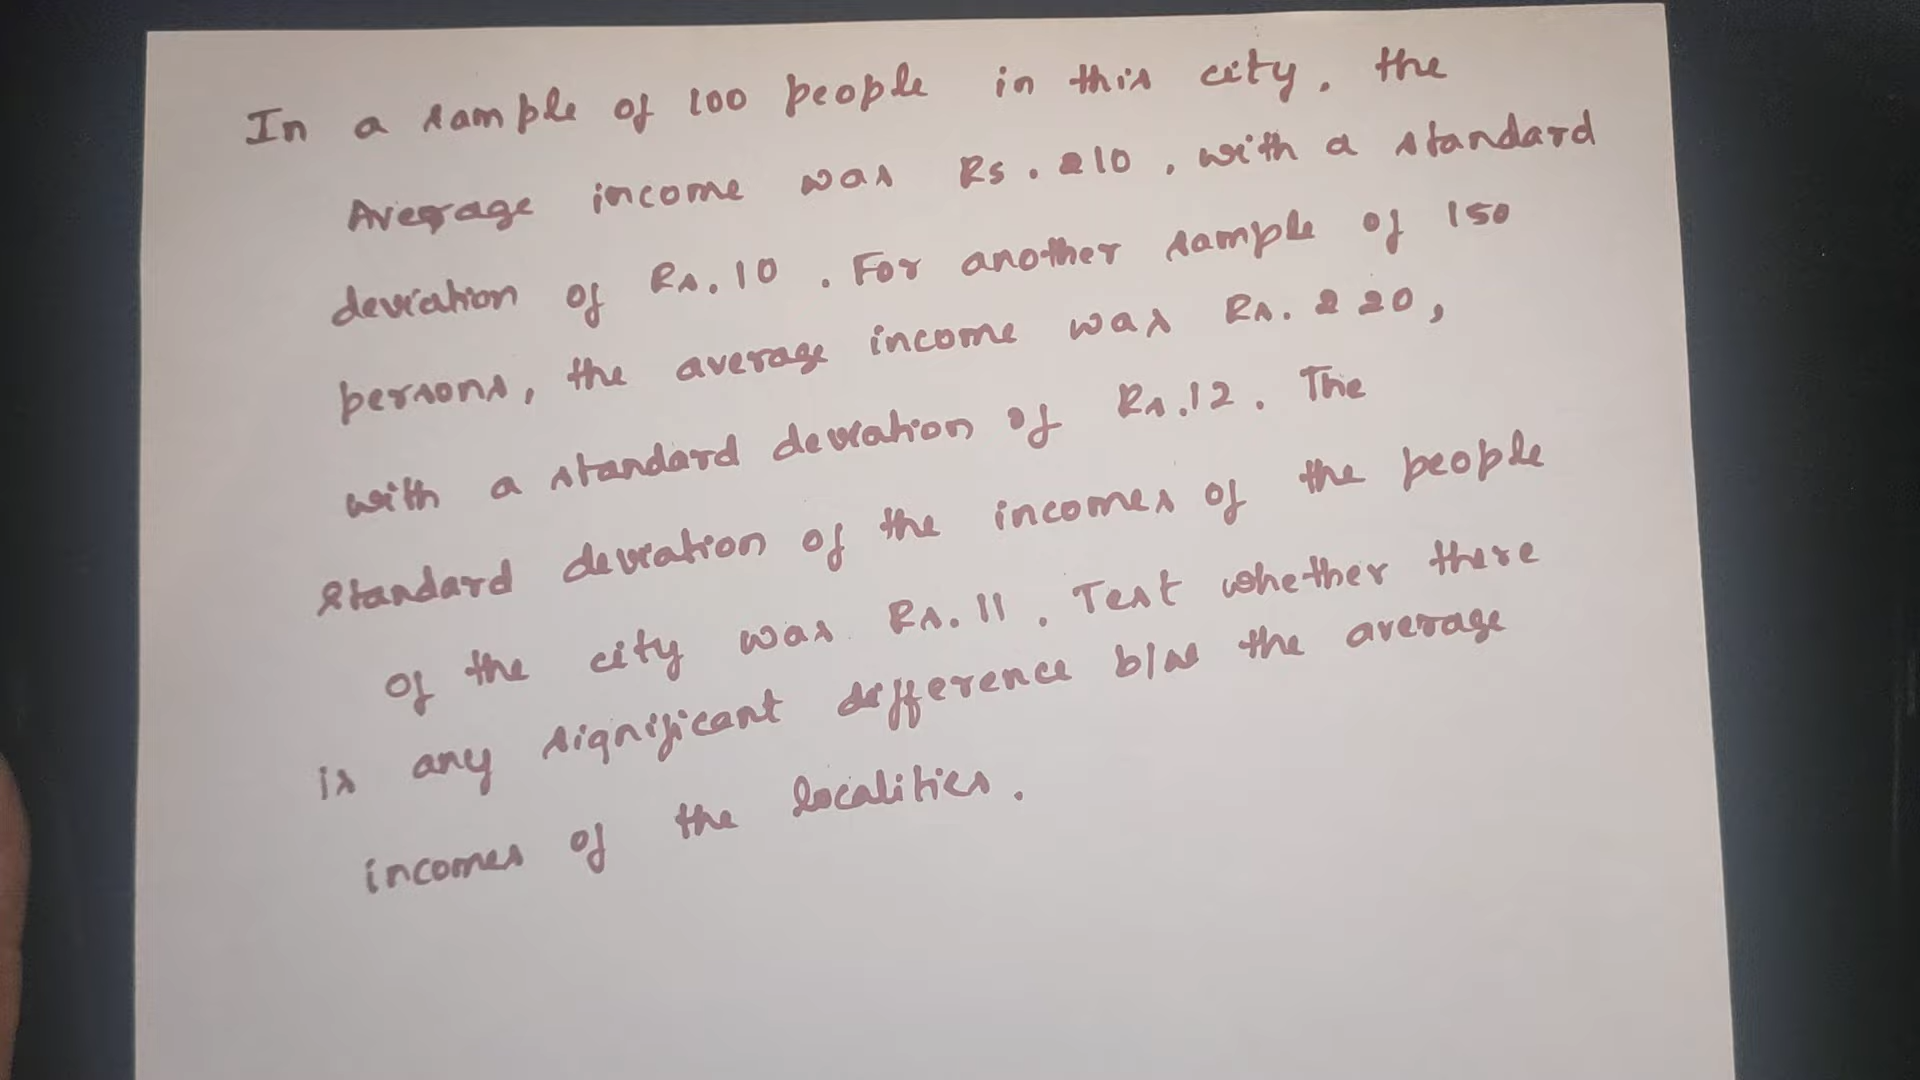 In a sample of 100 people in this city, the
Average income was Rs. 210, with a standard
deviation of Rs. 10. For another sample of 150
persons, the average income was Rs. 220,
with a standard deviation of Rs. 12. The
Standard deviation of the incomes of the people
of the city was Rs. 11. Test whether there
is any significant difference b/w the average
incomes of the localities.